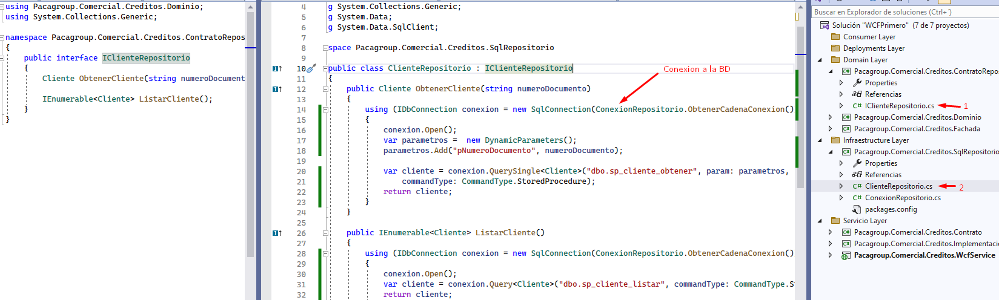 using Pacagroup.Comercial.Creditos.Dominio;
using System.Collections.Generic;
namespace Pacagroup.Comercial.Creditos.ContratoRepos
{
public interface IClienteRepositorio
{
Cliente ObtenerCliente(string numeroDocument
IEnumerable<Cliente> ListarCliente();
}
}
4 g System.Collections.Generic;
5 g System.Data;
6 g System.Data.SqlClient;
7
8 space Pacagroup.Comercial.Creditos.SqlRepositorio
9
10 public class ClienteRepositorio : IClienteRepositorio
Conexion a la BD
11 {
12 public Cliente ObtenerCliente(string numeroDocumento)
13 {
14 using (IDbConnection conexion = new SqlConnection(ConexionRepositorio.ObtenerCadenaConexion()
15 {
16 conexion.Open();
17 var parametros =  new DynamicParameters();
18 parametros.Add("pNumeroDocumento", numeroDocumento);
19
20 var cliente = conexion.QuerySingle<Cliente>("dbo.sp_cliente_obtener", param: parametros,
21 commandType: CommandType.StoredProcedure);
22 return cliente;
23 }
24 }
25
26 public IEnumerable<Cliente> ListarCliente()
27 {
28 using (IDbConnection conexion = new SqlConnection(ConexionRepositorio.ObtenerCadenaConexion()
29 {
30 conexion.Open();
31 var cliente = conexion.Query<Cliente>("dbo.sp_cliente_listar", commandType: CommandType.St
32 return cliente;
Buscar en Explorador de soluciones (Ctrl+´)
Solución "WCFPrimero" (7 de 7 proyectos)
Consumer Layer
Deployments Layer
Domain Layer
C# Pacagroup.Comercial.Creditos.ContratoRepo
Properties
Referencias
C# IClienteRepositorio.cs 1
C# Pacagroup.Comercial.Creditos.Dominio
C# Pacagroup.Comercial.Creditos.Fachada
Infraestructure Layer
C# Pacagroup.Comercial.Creditos.SqlRepositorio
Properties
Referencias
C# ClienteRepositorio.cs 2
C# ConexionRepositorio.cs
packages.config
Servicio Layer
C# Pacagroup.Comercial.Creditos.Contrato
C# Pacagroup.Comercial.Creditos.Implementació
Pacagroup.Comercial.Creditos.WcfService